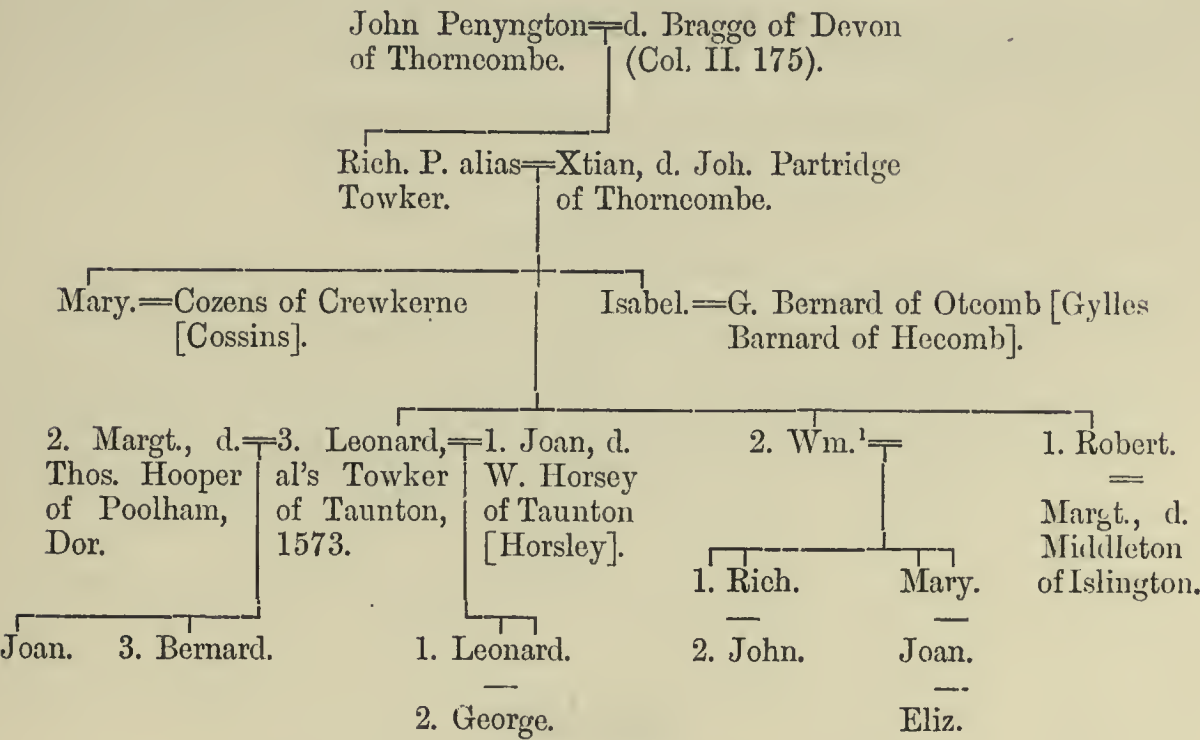 John Penyngton=d. Bragge of Devon
of Thorncombe. (Col. II. 175).
Rich. P. alias=Xtian, d. Joh. Partridge
Towker. of Thorncombe.
Mary.=Cozens of Crewkerne
[Cossins].
Isabel.=G. Bernard of Otcomb [Gylles
Barnard of Hecomb].
2. Margt., d.=3. Leonard,=1. Joan, d.
Thos. Hooper al's Towker W. Horsey
of Poolham, of Taunton, of Taunton
Dor. 1573. [Horsley].
2. Wm.¹=
1. Robert.
=
Margt., d.
Middleton
of Islington.
Joan. 3. Bernard.
1. Leonard.
—
2. George.
1. Rich.
—
2. John.
Mary.
—
Joan.
—
Eliz.